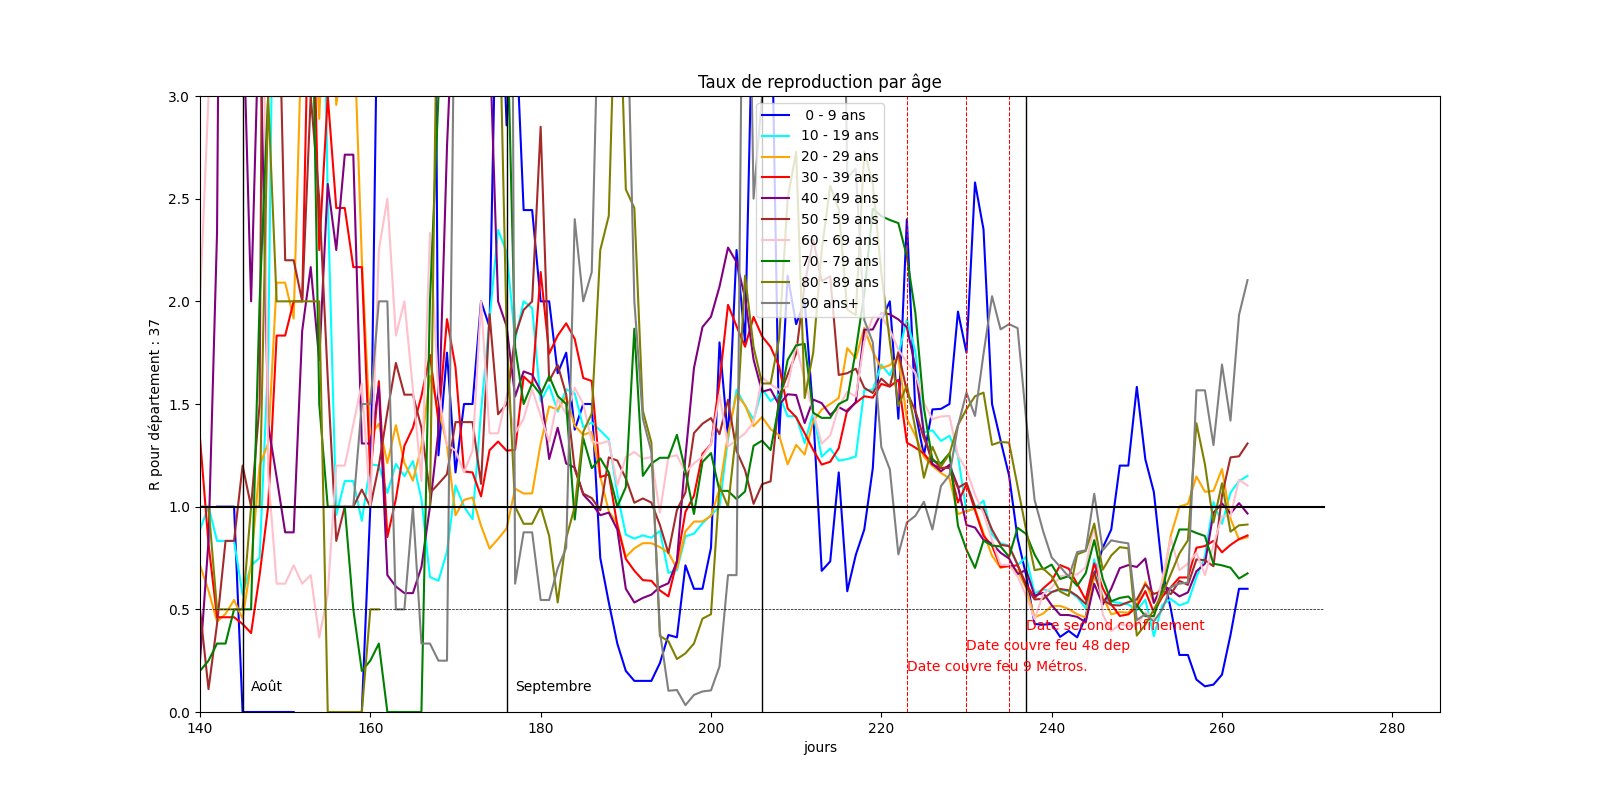 Taux de reproduction par âge
R pour département : 37
3.0
2.5
2.0
1.5
1.0
0.5
0.0
0 - 9 ans
10 - 19 ans
20 - 29 ans
30 - 39 ans
40 - 49 ans
50 - 59 ans
60 - 69 ans
70 - 79 ans
80 - 89 ans
90 ans+
Date second confinement
Date couvre feu 48 dep
Date couvre feu 9 Métros.
Août
Septembre
140 160 180 200 220 240 260 280
jours